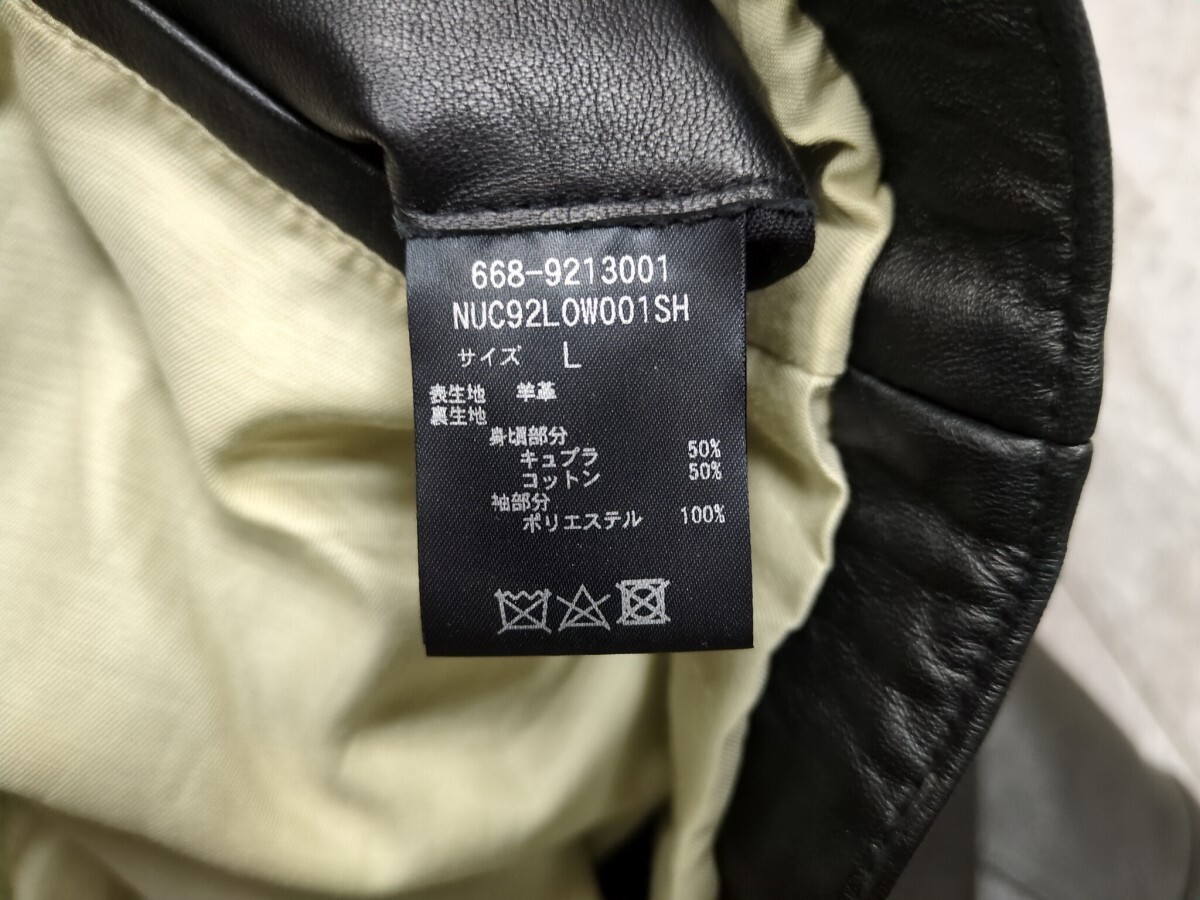 668-9213001
NUC92LOW001SH
サイズ L
表生地 羊革
裏生地
身頃部分
キュプラ 50%
コットン 50%
袖部分
ポリエステル 100%